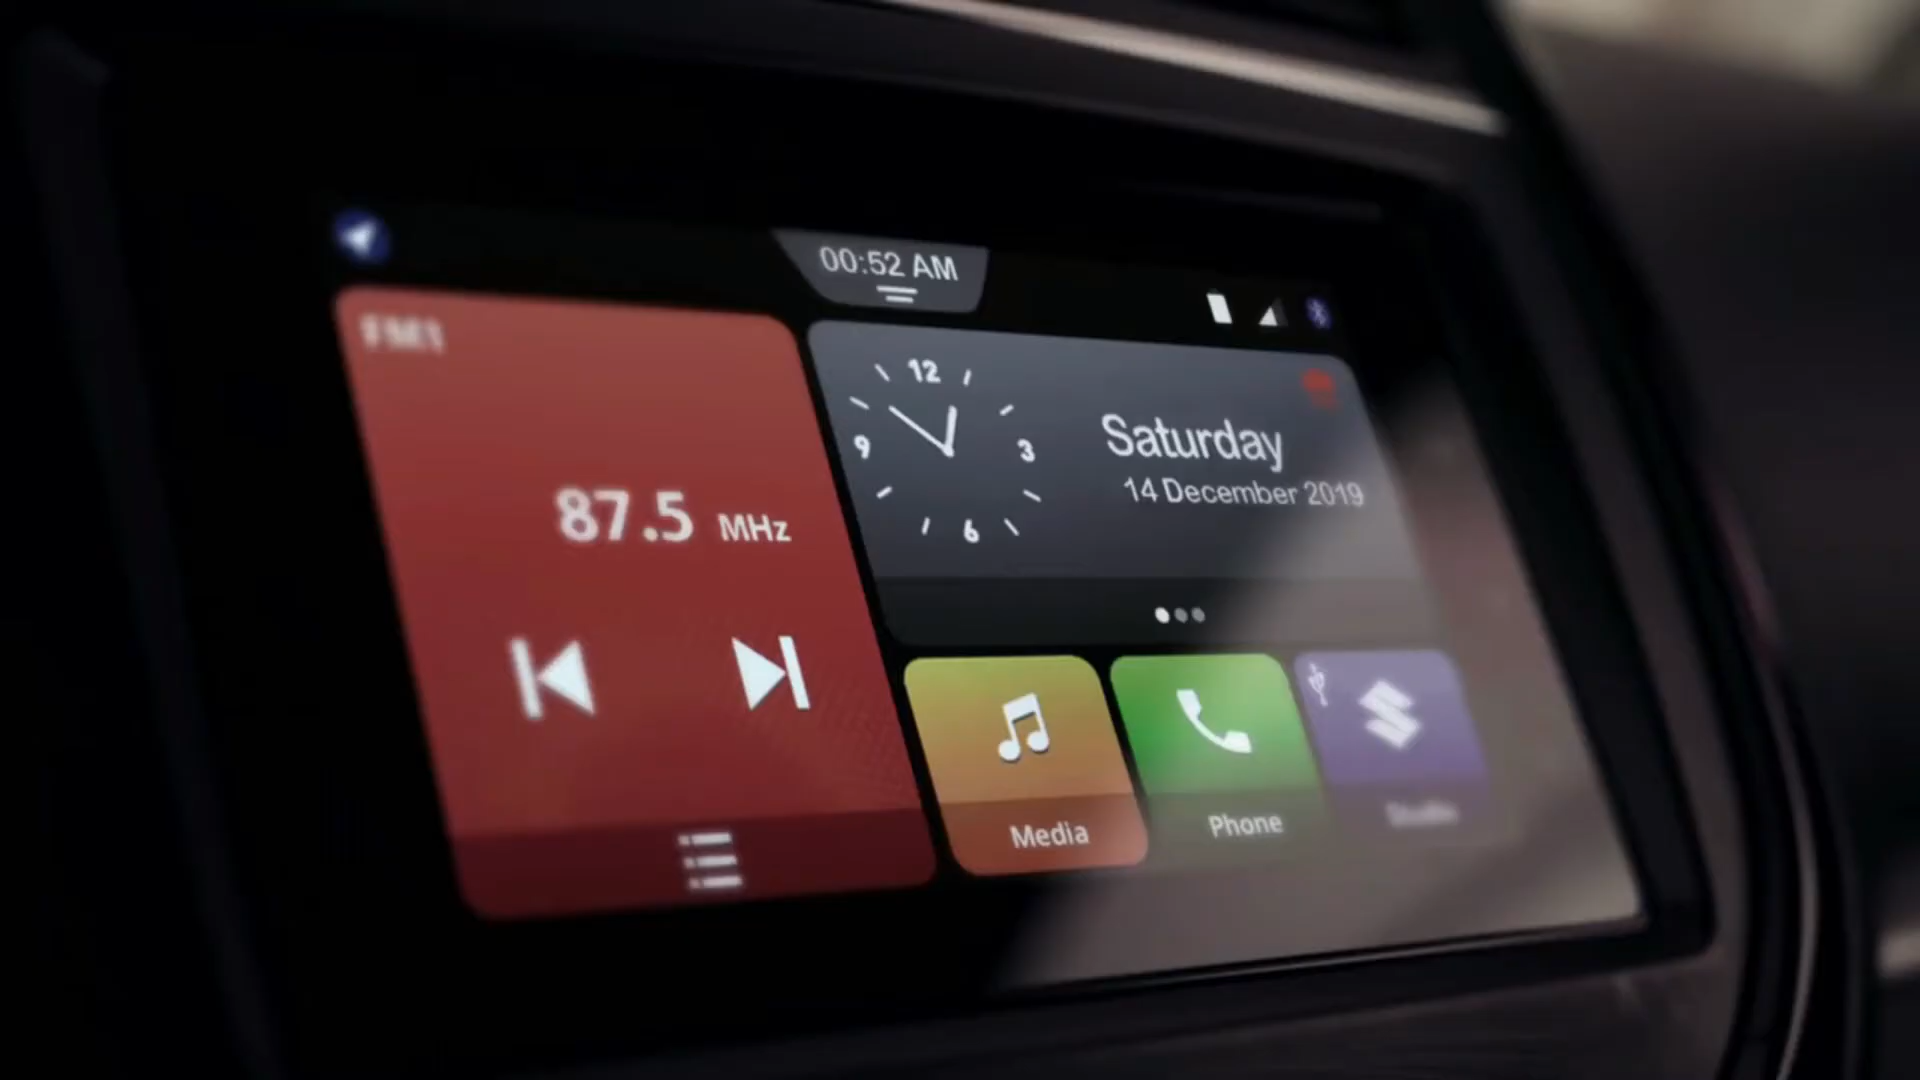 00:52 AM
FM1
87.5 MHz
12
9
3
6
Saturday
14 December 2019
Media
Phone